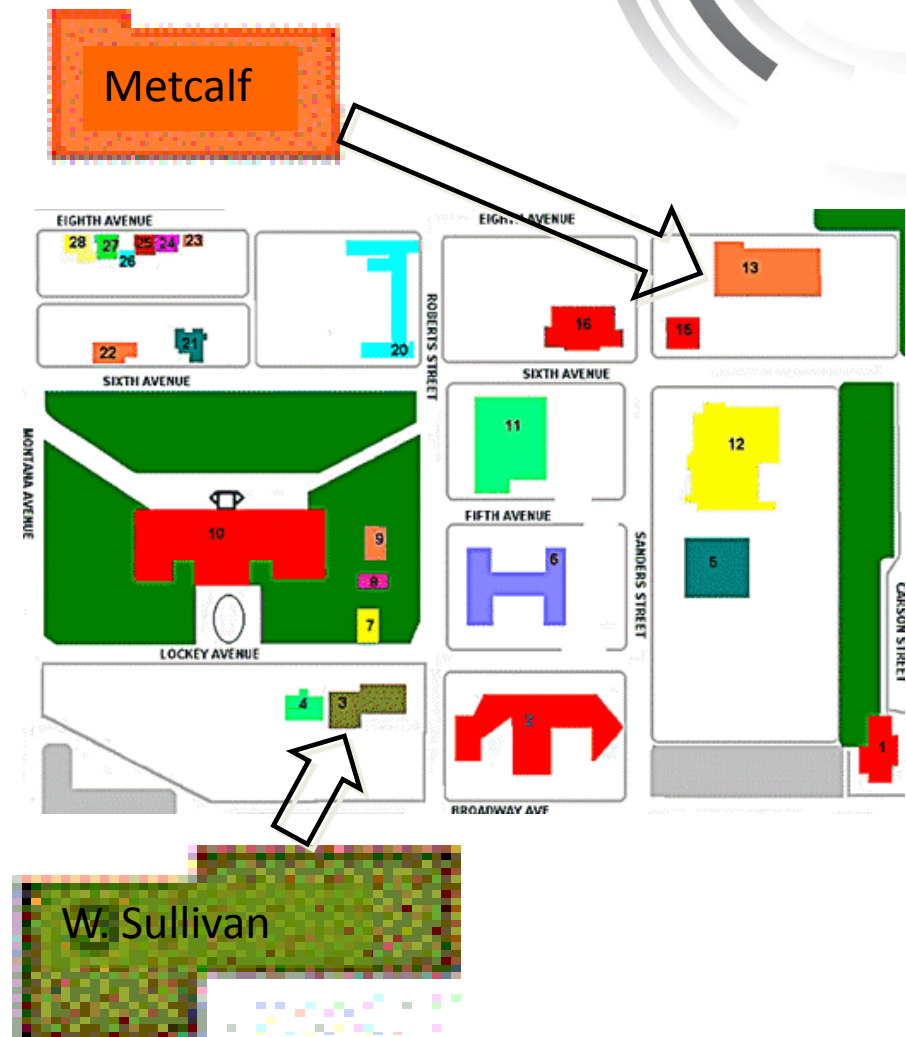 Metcalf
EIGHTH AVENUE
EIGHTH AVENUE
28
27
26
25
24
23
13
ROBERTS STREET
20
21
22
16
15
SIXTH AVENUE
SIXTH AVENUE
MONTANA AVENUE
11
12
10
9
8
7
FIFTH AVENUE
6
SANDERS STREET
5
CARSON STREET
LOCKEY AVENUE
4
3
2
1
BROADWAY AVE
W. Sullivan